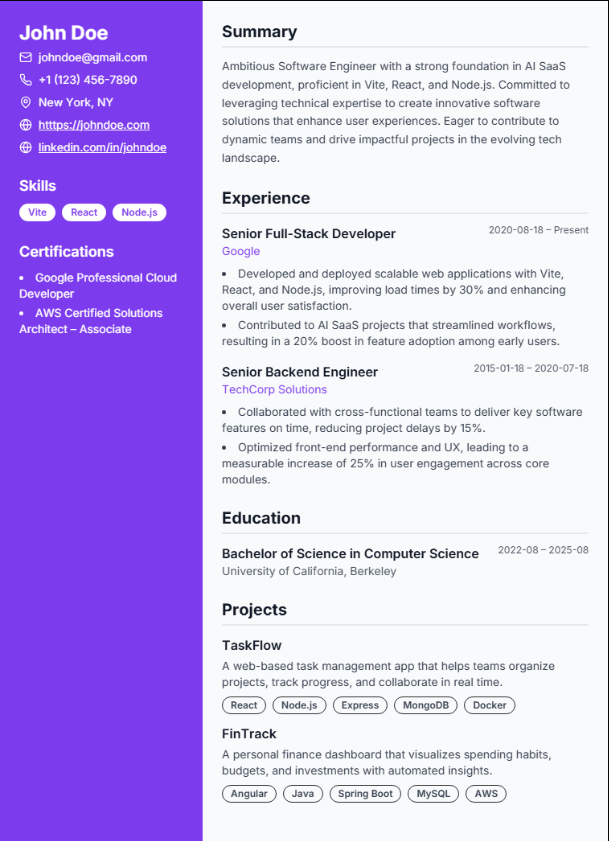 John Doe
johndoe@gmail.com
+1 (123) 456-7890
New York, NY
htttps://johndoe.com
linkedin.com/in/johndoe
Skills
Vite React Node.js
Certifications
• Google Professional Cloud
Developer
• AWS Certified Solutions
Architect – Associate
Summary
Ambitious Software Engineer with a strong foundation in AI SaaS
development, proficient in Vite, React, and Node.js. Committed to
leveraging technical expertise to create innovative software
solutions that enhance user experiences. Eager to contribute to
dynamic teams and drive impactful projects in the evolving tech
landscape.
Experience
Senior Full-Stack Developer 2020-08-18 – Present
Google
• Developed and deployed scalable web applications with Vite,
React, and Node.js, improving load times by 30% and enhancing
overall user satisfaction.
• Contributed to AI SaaS projects that streamlined workflows,
resulting in a 20% boost in feature adoption among early users.
Senior Backend Engineer 2015-01-18 – 2020-07-18
TechCorp Solutions
• Collaborated with cross-functional teams to deliver key software
features on time, reducing project delays by 15%.
• Optimized front-end performance and UX, leading to a
measurable increase of 25% in user engagement across core
modules.
Education
Bachelor of Science in Computer Science 2022-08 – 2025-08
University of California, Berkeley
Projects
TaskFlow
A web-based task management app that helps teams organize
projects, track progress, and collaborate in real time.
React Node.js Express MongoDB Docker
FinTrack
A personal finance dashboard that visualizes spending habits,
budgets, and investments with automated insights.
Angular Java Spring Boot MySQL AWS